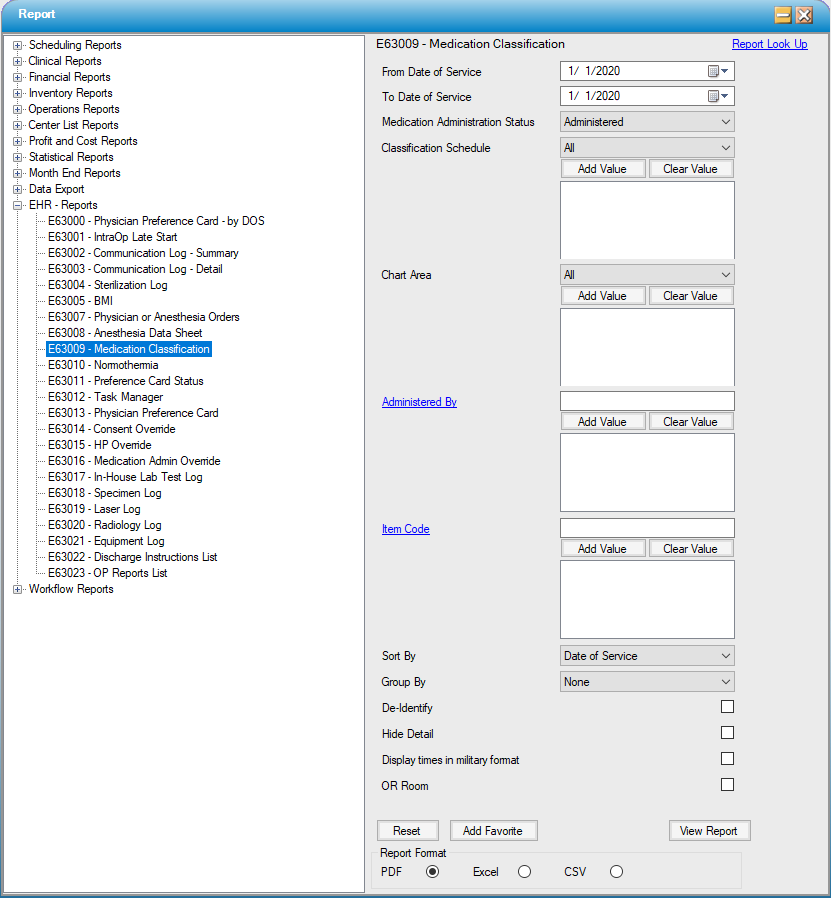 Report
Scheduling Reports
Clinical Reports
Financial Reports
Inventory Reports
Operations Reports
Center List Reports
Profit and Cost Reports
Statistical Reports
Month End Reports
Data Export
EHR - Reports
E63000 - Physician Preference Card - by DOS
E63001 - IntraOp Late Start
E63002 - Communication Log - Summary
E63003 - Communication Log - Detail
E63004 - Sterilization Log
E63005 - BMI
E63007 - Physician or Anesthesia Orders
E63008 - Anesthesia Data Sheet
E63009 - Medication Classification
E63010 - Normothermia
E63011 - Preference Card Status
E63012 - Task Manager
E63013 - Physician Preference Card
E63014 - Consent Override
E63015 - HP Override
E63016 - Medication Admin Override
E63017 - In-House Lab Test Log
E63018 - Specimen Log
E63019 - Laser Log
E63020 - Radiology Log
E63021 - Equipment Log
E63022 - Discharge Instructions List
E63023 - OP Reports List
Workflow Reports
E63009 - Medication Classification Report Look Up
From Date of Service 1/ 1/2020
To Date of Service 1/ 1/2020
Medication Administration Status Administered
Classification Schedule All
Add Value Clear Value
Chart Area All
Add Value Clear Value
Administered By
Add Value Clear Value
Item Code
Add Value Clear Value
Sort By Date of Service
Group By None
De-Identify
Hide Detail
Display times in military format
OR Room
Reset Add Favorite View Report
Report Format
PDF Excel CSV